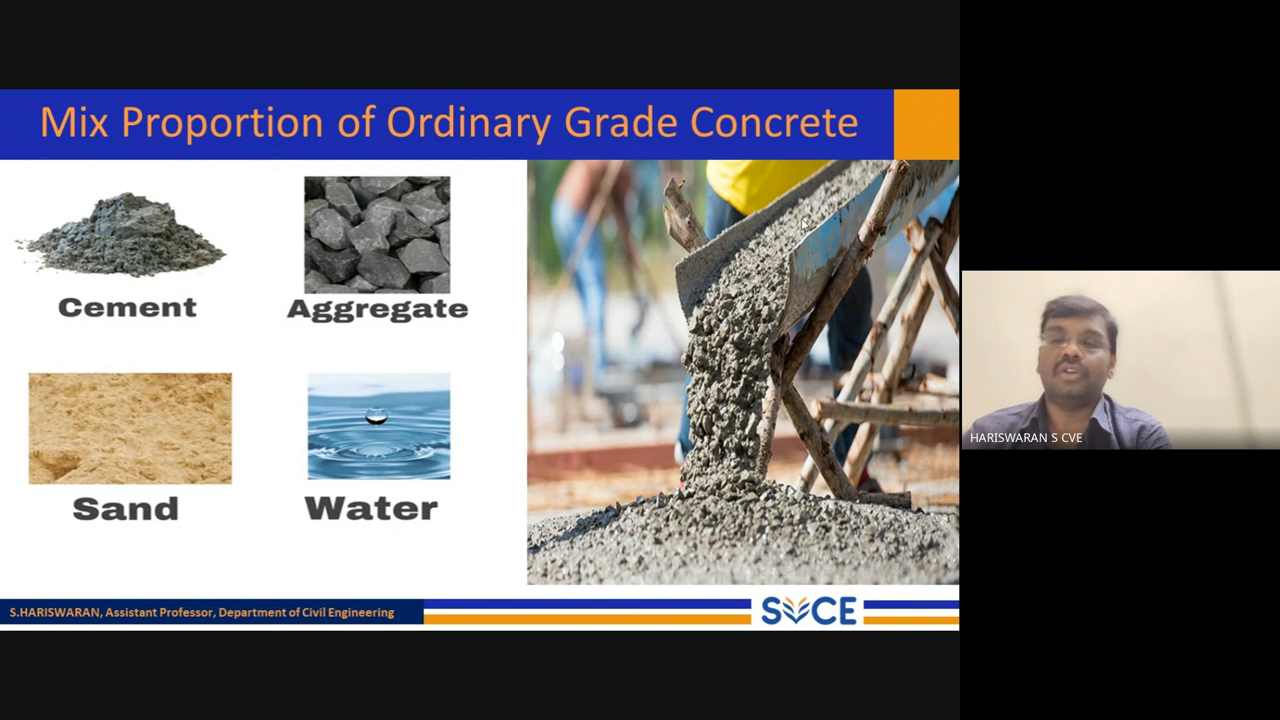 Mix Proportion of Ordinary Grade Concrete
Cement
Aggregate
Sand
Water
S.HARISWARAN, Assistant Professor, Department of Civil Engineering
SVCE
HARISWARAN S CVE